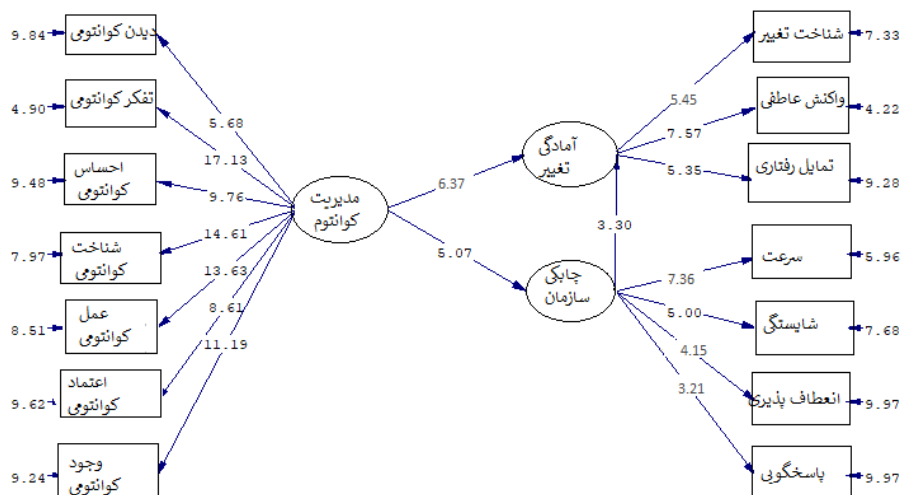 9.84
دیدن کوانتومی
4.90
تفکر کوانتومی
9.48
احساس
کوانتومی
7.97
شناخت
کوانتومی
8.51
عمل
کوانتومی
9.62
اعتماد
کوانتومی
9.24
وجود
کوانتومی
5.68
17.13
9.76
14.61
13.63
8.61
11.19
مدیریت
کوانتوم
6.37
5.07
آمادگی
تغییر
3.30
چابکی
سازمان
5.45
7.57
5.35
7.36
5.00
4.15
3.21
شناخت تغییر
7.33
واکنش عاطفی
4.22
تمایل رفتاری
9.28
سرعت
5.96
شایستگی
7.68
انعطاف پذیری
9.97
پاسخگویی
9.97